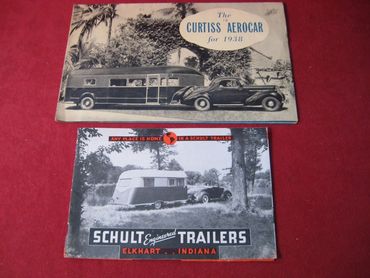 The
CURTISS AEROCAR
for 1938
ANY PLACE IS HOME IN A SCHULT TRAILER
SCHULT Engineered TRAILERS
ELKHART . . INDIANA